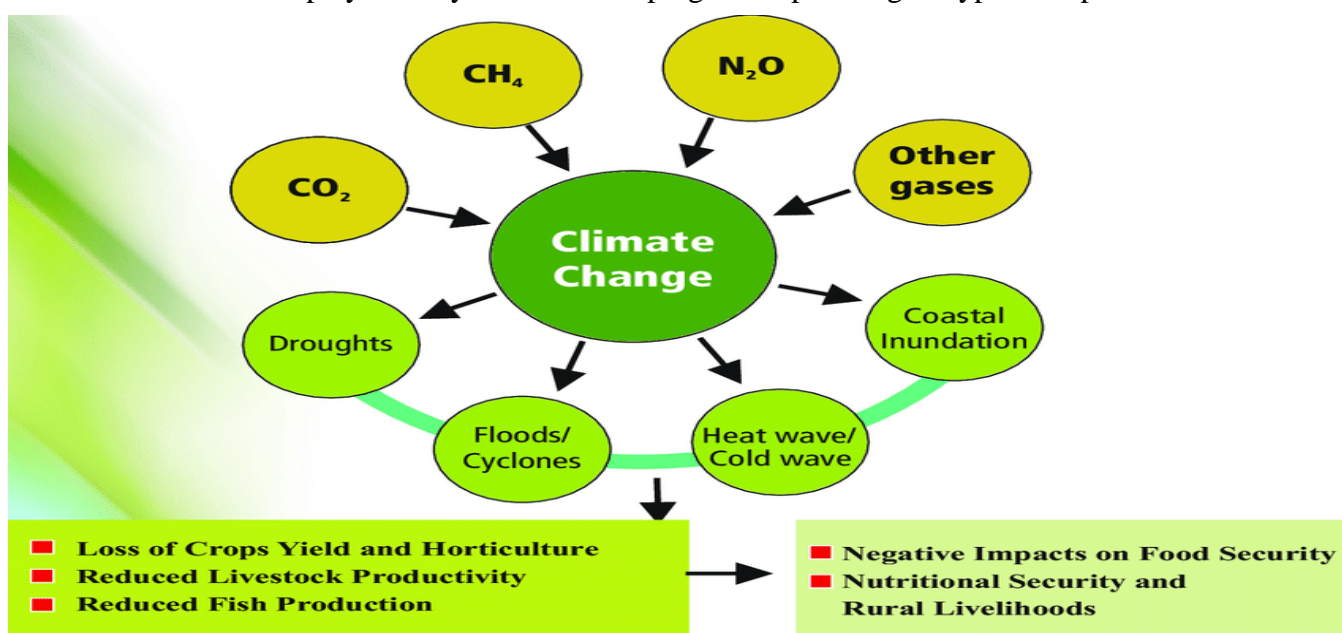 CH₄
N₂O
CO₂
Other
gases
Climate
Change
Droughts
Coastal
Inundation
Floods/
Cyclones
Heat wave/
Cold wave
Loss of Crops Yield and Horticulture
Reduced Livestock Productivity
Reduced Fish Production
Negative Impacts on Food Security
Nutritional Security and
Rural Livelihoods